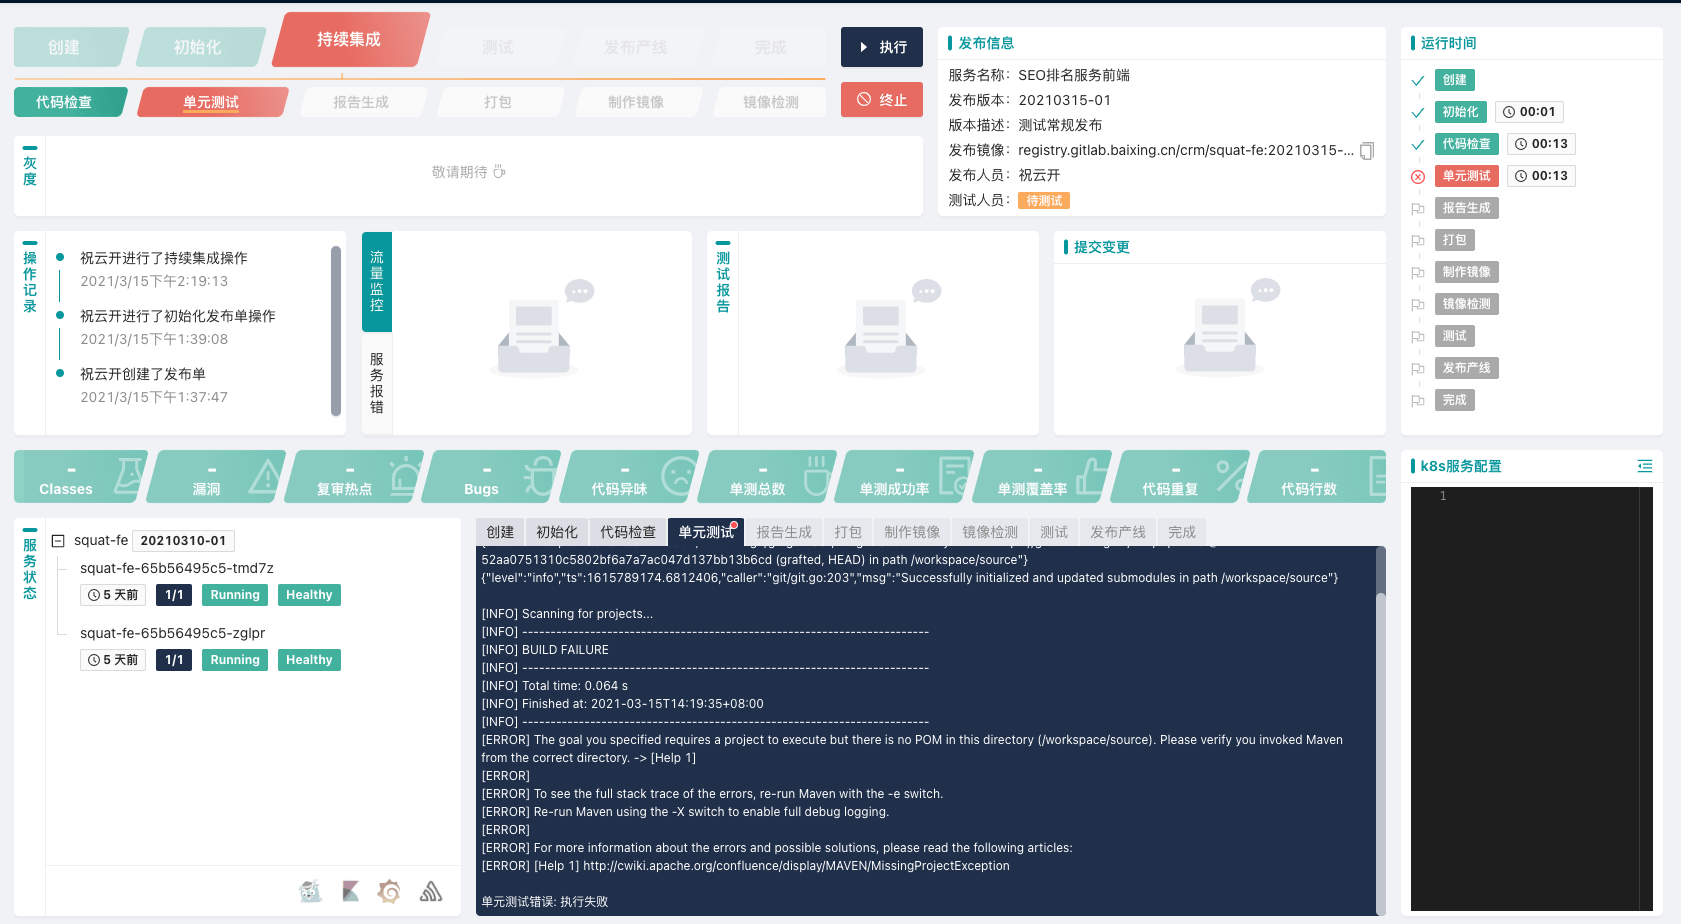 创建
初始化
持续集成
测试
发布产线
完成
执行
代码检查
单元测试
报告生成
打包
制作镜像
镜像检测
终止
灰度
敬请期待
发布信息
服务名称： SEO排名服务前端
发布版本： 20210315-01
版本描述： 测试常规发布
发布镜像： registry.gitlab.baixing.cn/crm/squat-fe:20210315-...
发布人员： 祝云开
测试人员： 待测试
运行时间
创建
初始化 00:01
代码检查 00:13
单元测试 00:13
报告生成
打包
制作镜像
镜像检测
测试
发布产线
完成
操作记录
祝云开进行了持续集成操作
2021/3/15下午2:19:13
祝云开进行了初始化发布单操作
2021/3/15下午1:39:08
祝云开创建了发布单
2021/3/15下午1:37:47
流量监控
服务报错
测试报告
提交变更
- Classes
- 漏洞
- 复审热点
- Bugs
- 代码异味
- 单测总数
- 单测成功率
- 单测覆盖率
- 代码重复
- 代码行数
k8s服务配置
1
服务状态
squat-fe 20210310-01
squat-fe-65b56495c5-tmd7z
5 天前 1/1 Running Healthy
squat-fe-65b56495c5-zglpr
5 天前 1/1 Running Healthy
创建 初始化 代码检查 单元测试 报告生成 打包 制作镜像 镜像检测 测试 发布产线 完成
52aa0751310c5802bf6a7a7ac047d137bb13b6cd (grafted, HEAD) in path /workspace/source"}
{"level":"info","ts":1615789174.6812406,"caller":"git/git.go:203","msg":"Successfully initialized and updated submodules in path /workspace/source"}
[INFO] Scanning for projects...
[INFO] ------------------------------------------------------------------------
[INFO] BUILD FAILURE
[INFO] ------------------------------------------------------------------------
[INFO] Total time: 0.064 s
[INFO] Finished at: 2021-03-15T14:19:35+08:00
[INFO] ------------------------------------------------------------------------
[ERROR] The goal you specified requires a project to execute but there is no POM in this directory (/workspace/source). Please verify you invoked Maven
from the correct directory. -> [Help 1]
[ERROR]
[ERROR] To see the full stack trace of the errors, re-run Maven with the -e switch.
[ERROR] Re-run Maven using the -X switch to enable full debug logging.
[ERROR]
[ERROR] For more information about the errors and possible solutions, please read the following articles:
[ERROR] [Help 1] http://cwiki.apache.org/confluence/display/MAVEN/MissingProjectException
单元测试错误: 执行失败